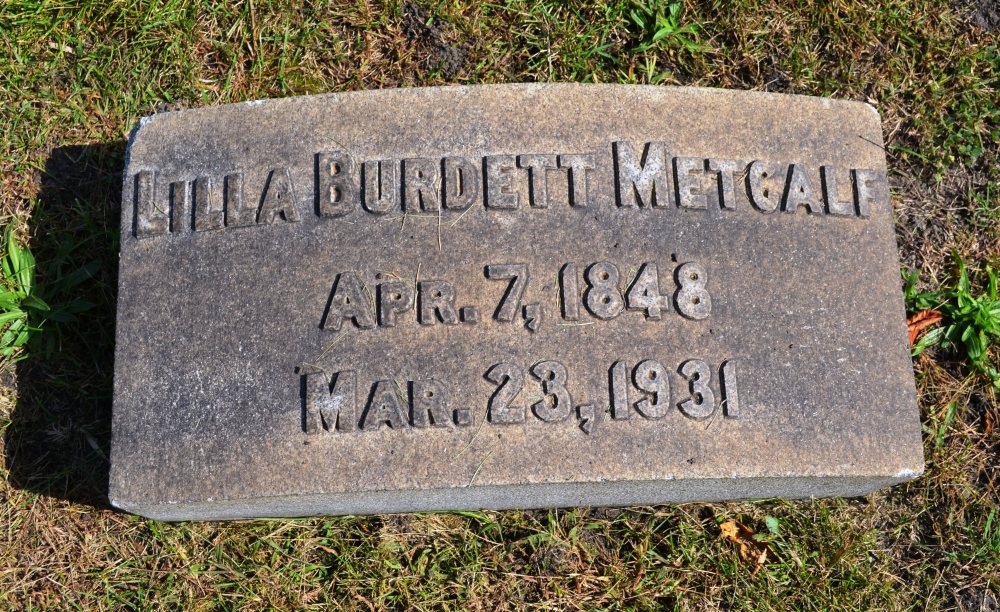 LILLA BURDETT METCALF
APR. 7, 1848
MAR. 23, 1931